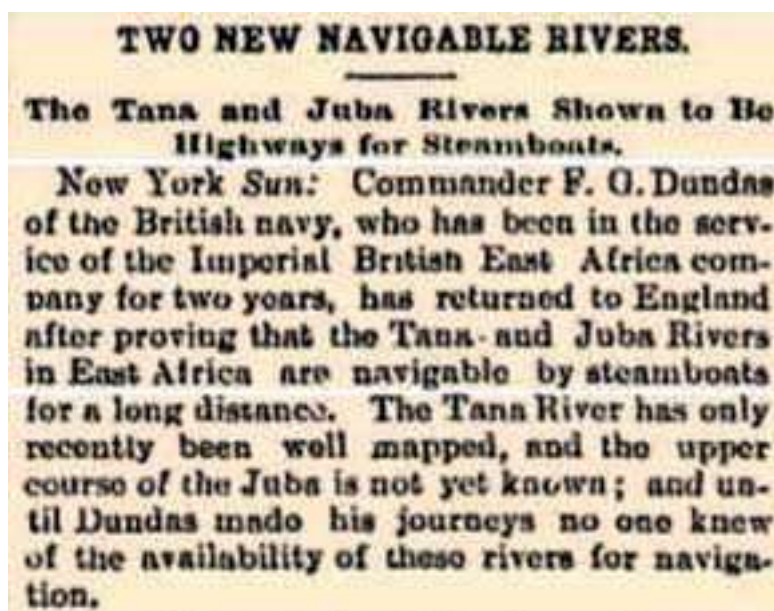 TWO NEW NAVIGABLE RIVERS.
The Tana and Juba Rivers Shown to Be
Highways for Steamboats.
New York Sun: Commander F. G. Dundas
of the British navy, who has been in the serv-
ice of the Imperial British East Africa com-
pany for two years, has returned to England
after proving that the Tana and Juba Rivers
in East Africa are navigable by steamboats
for a long distance. The Tana River has only
recently been well mapped, and the upper
course of the Juba is not yet known; and un-
til Dundas made his journeys no one knew
of the availability of these rivers for naviga-
tion.